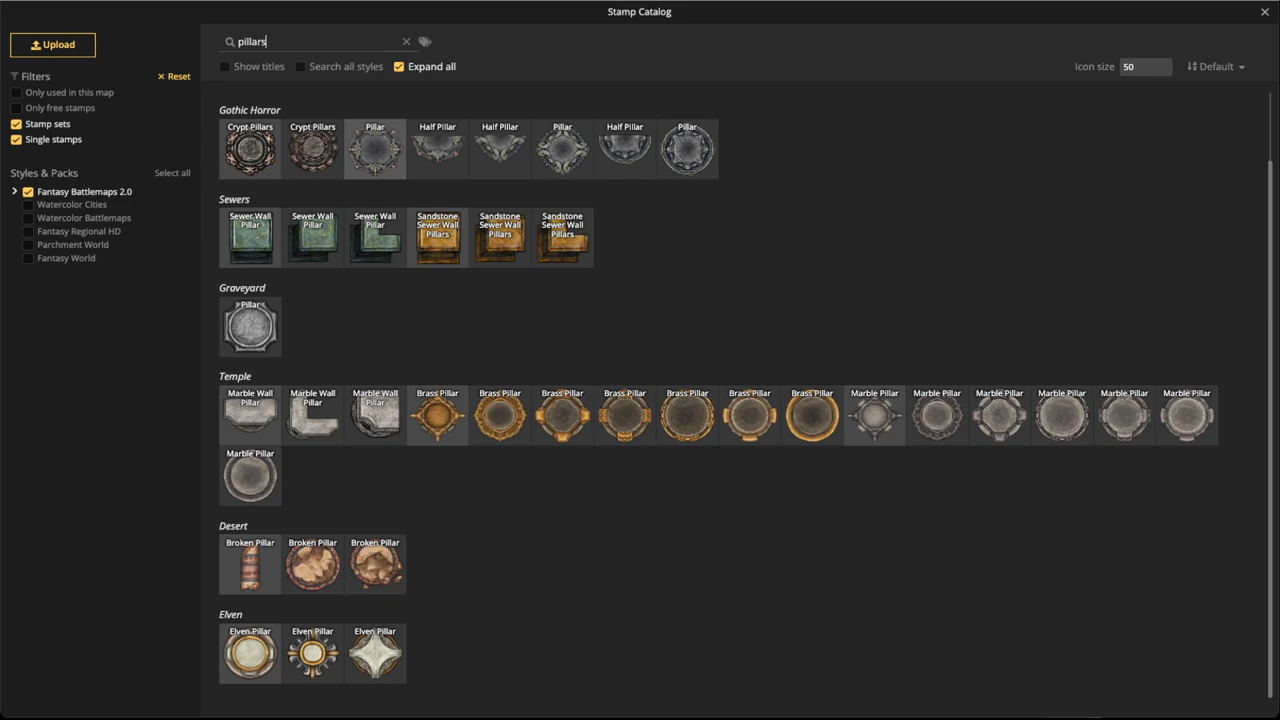 Stamp Catalog
Upload
pillars
Filters
Reset
Only used in this map
Only free stamps
Stamp sets
Single stamps
Styles & Packs
Select all
Fantasy Battlemaps 2.0
Watercolor Cities
Watercolor Battlemaps
Fantasy Regional HD
Parchment World
Fantasy World
Show titles
Search all styles
Expand all
Icon size
50
Default
Gothic Horror
Crypt Pillars
Crypt Pillars
Pillar
Half Pillar
Half Pillar
Pillar
Half Pillar
Pillar
Sewers
Sewer Wall
Pillar
Sewer Wall
Pillar
Sewer Wall
Pillar
Sandstone
Sewer Wall
Pillars
Sandstone
Sewer Wall
Pillars
Sandstone
Sewer Wall
Pillars
Graveyard
Pillar
Temple
Marble Wall
Pillar
Marble Wall
Pillar
Marble Wall
Pillar
Brass Pillar
Brass Pillar
Brass Pillar
Brass Pillar
Brass Pillar
Brass Pillar
Brass Pillar
Marble Pillar
Marble Pillar
Marble Pillar
Marble Pillar
Marble Pillar
Marble Pillar
Marble Pillar
Desert
Broken Pillar
Broken Pillar
Broken Pillar
Elven
Elven Pillar
Elven Pillar
Elven Pillar